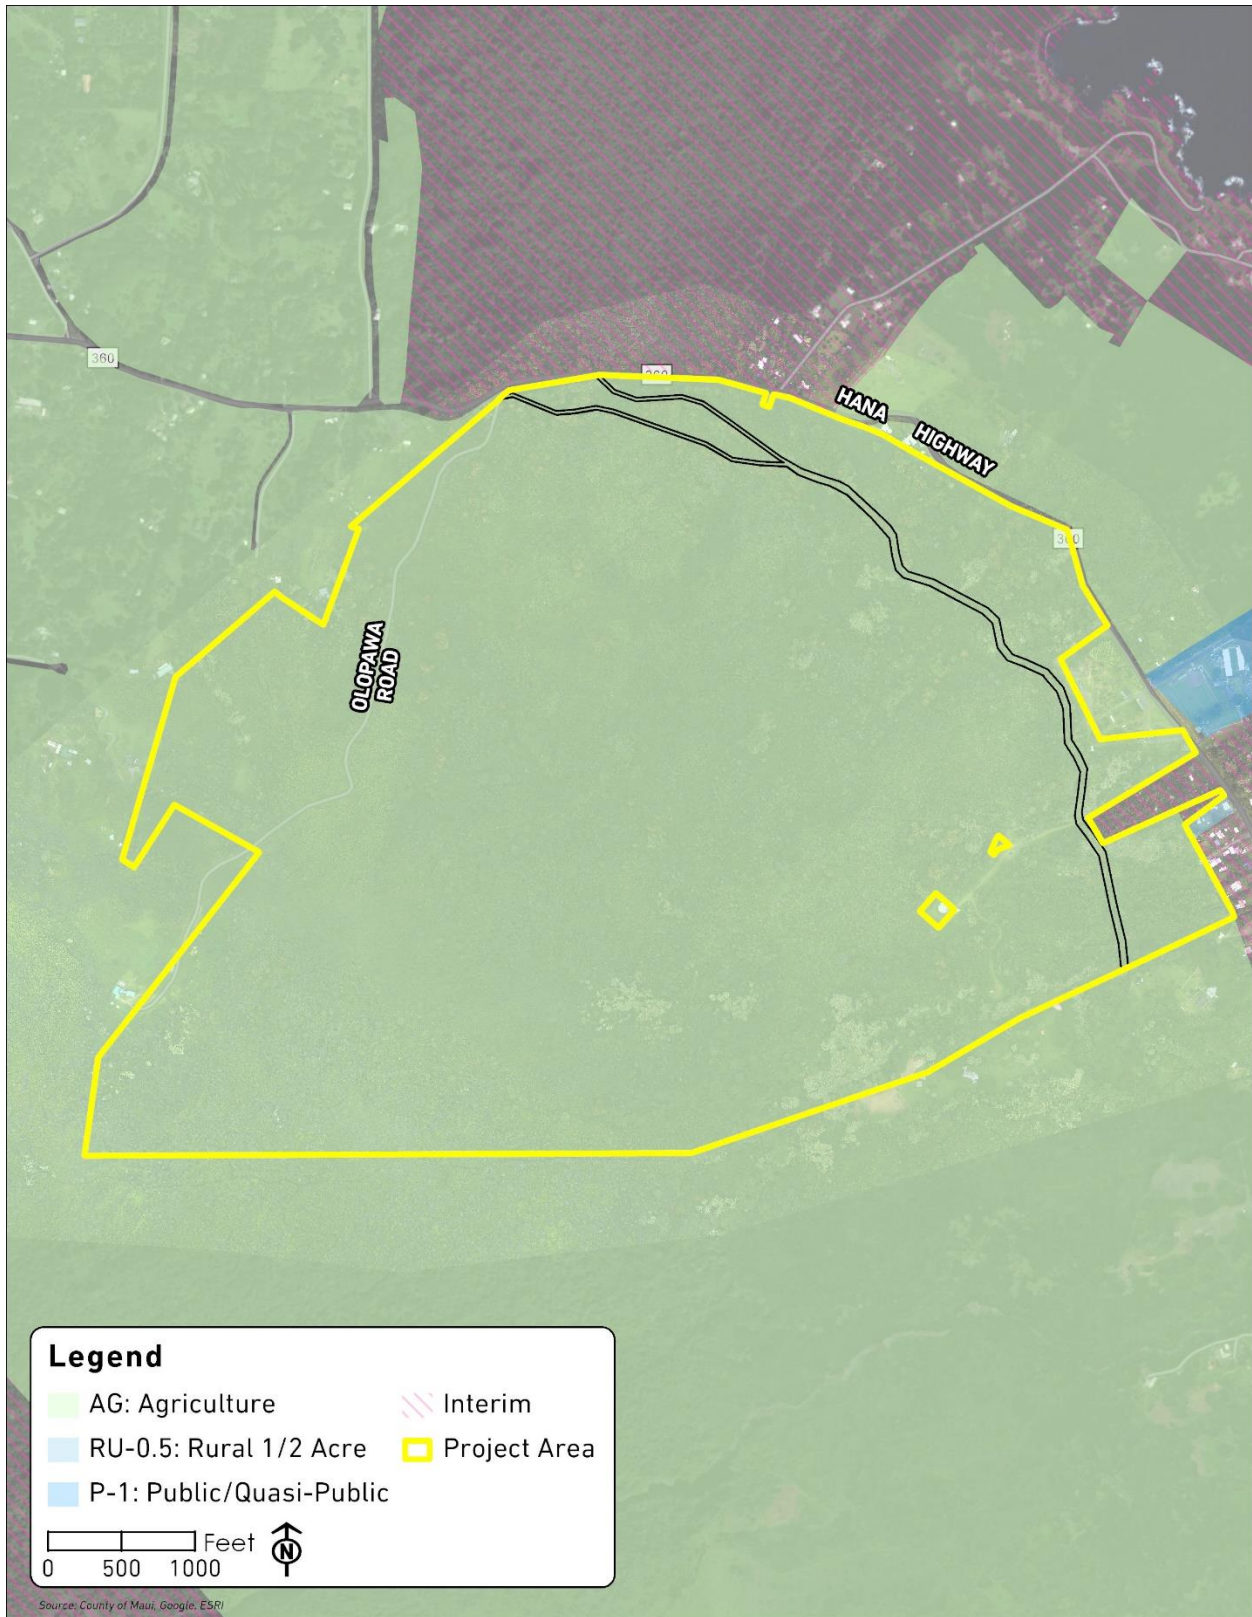 360
360
HANA
HIGHWAY
360
OLOPAWA
ROAD
Legend
AG: Agriculture
Interim
RU-0.5: Rural 1/2 Acre
Project Area
P-1: Public/Quasi-Public
Feet
N
0 500 1000
Source: County of Maui, Google, ESRI